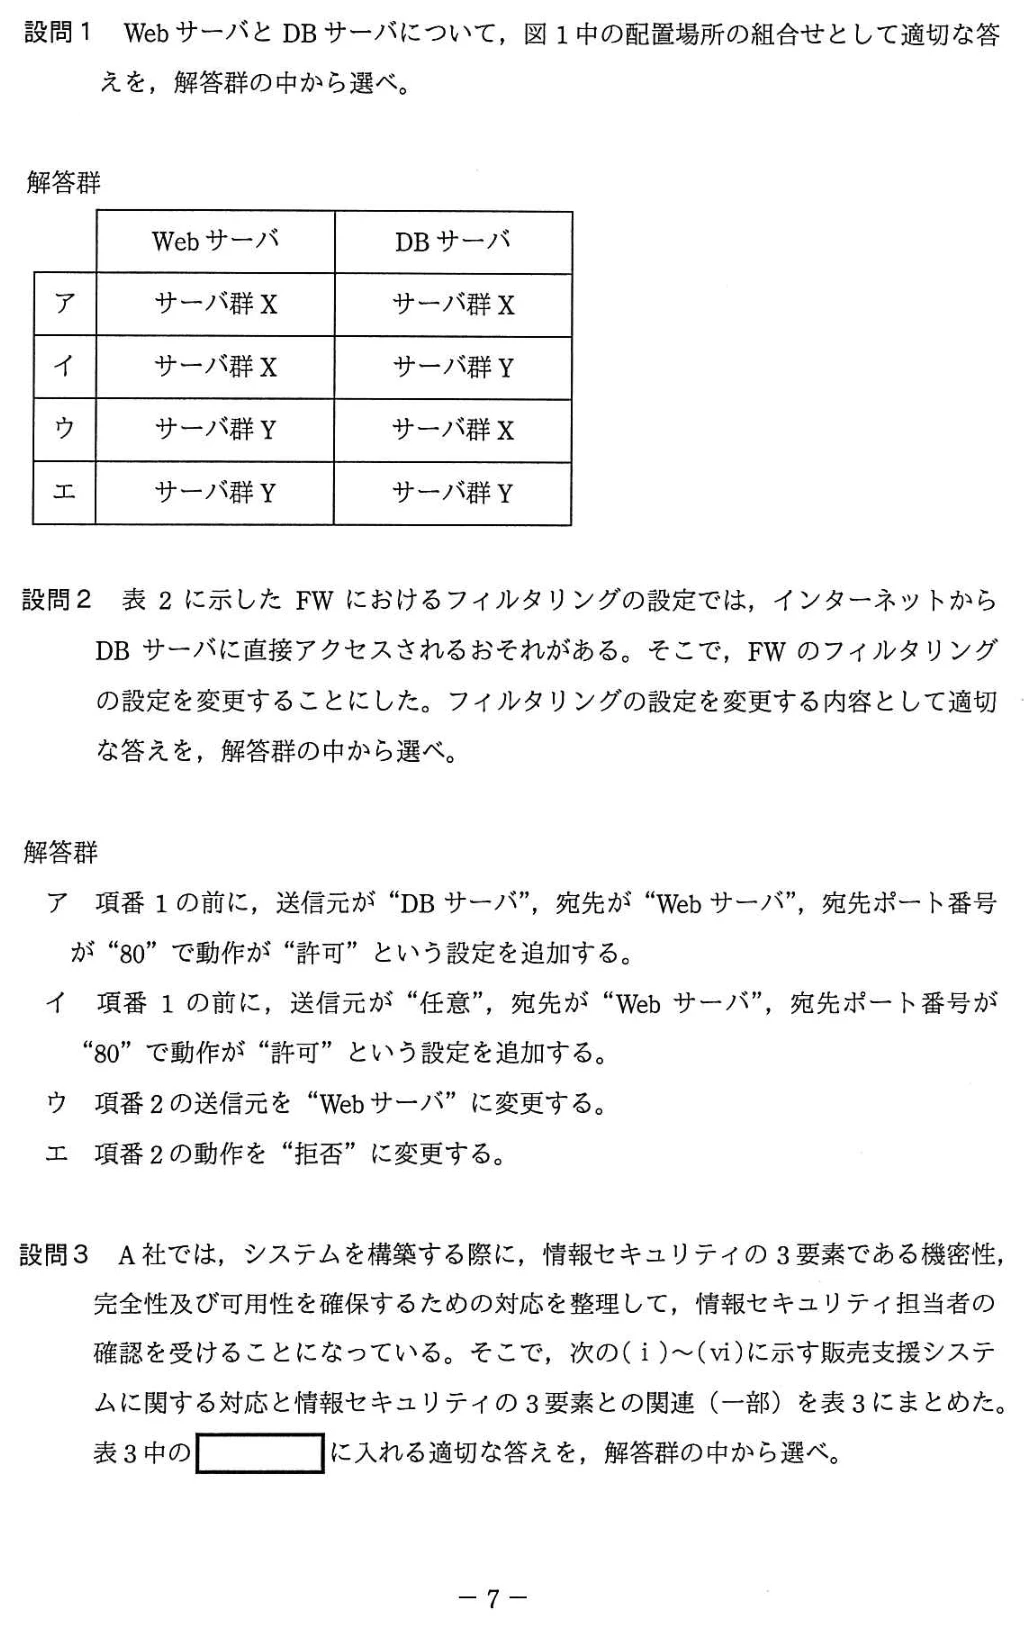 設問1 WebサーバとDBサーバについて，図1中の配置場所の組合せとして適切な答
えを，解答群の中から選べ。
解答群
Webサーバ DBサーバ
ア サーバ群X サーバ群X
イ サーバ群X サーバ群Y
ウ サーバ群Y サーバ群X
エ サーバ群Y サーバ群Y
設問2 表2に示したFWにおけるフィルタリングの設定では，インターネットから
DBサーバに直接アクセスされるおそれがある。そこで，FWのフィルタリング
の設定を変更することにした。フィルタリングの設定を変更する内容として適切
な答えを，解答群の中から選べ。
解答群
ア 項番1の前に，送信元が“DBサーバ”，宛先が“Webサーバ”，宛先ポート番号
が“80”で動作が“許可”という設定を追加する。
イ 項番1の前に，送信元が“任意”，宛先が“Webサーバ”，宛先ポート番号が
“80”で動作が“許可”という設定を追加する。
ウ 項番2の送信元を“Webサーバ”に変更する。
エ 項番2の動作を“拒否”に変更する。
設問3 A社では，システムを構築する際に，情報セキュリティの3要素である機密性，
完全性及び可用性を確保するための対応を整理して，情報セキュリティ担当者の
確認を受けることになっている。そこで，次の(ⅰ)～(ⅵ)に示す販売支援システ
ムに関する対応と情報セキュリティの3要素との関連（一部）を表3にまとめた。
表3中の に入れる適切な答えを，解答群の中から選べ。
－ 7 －